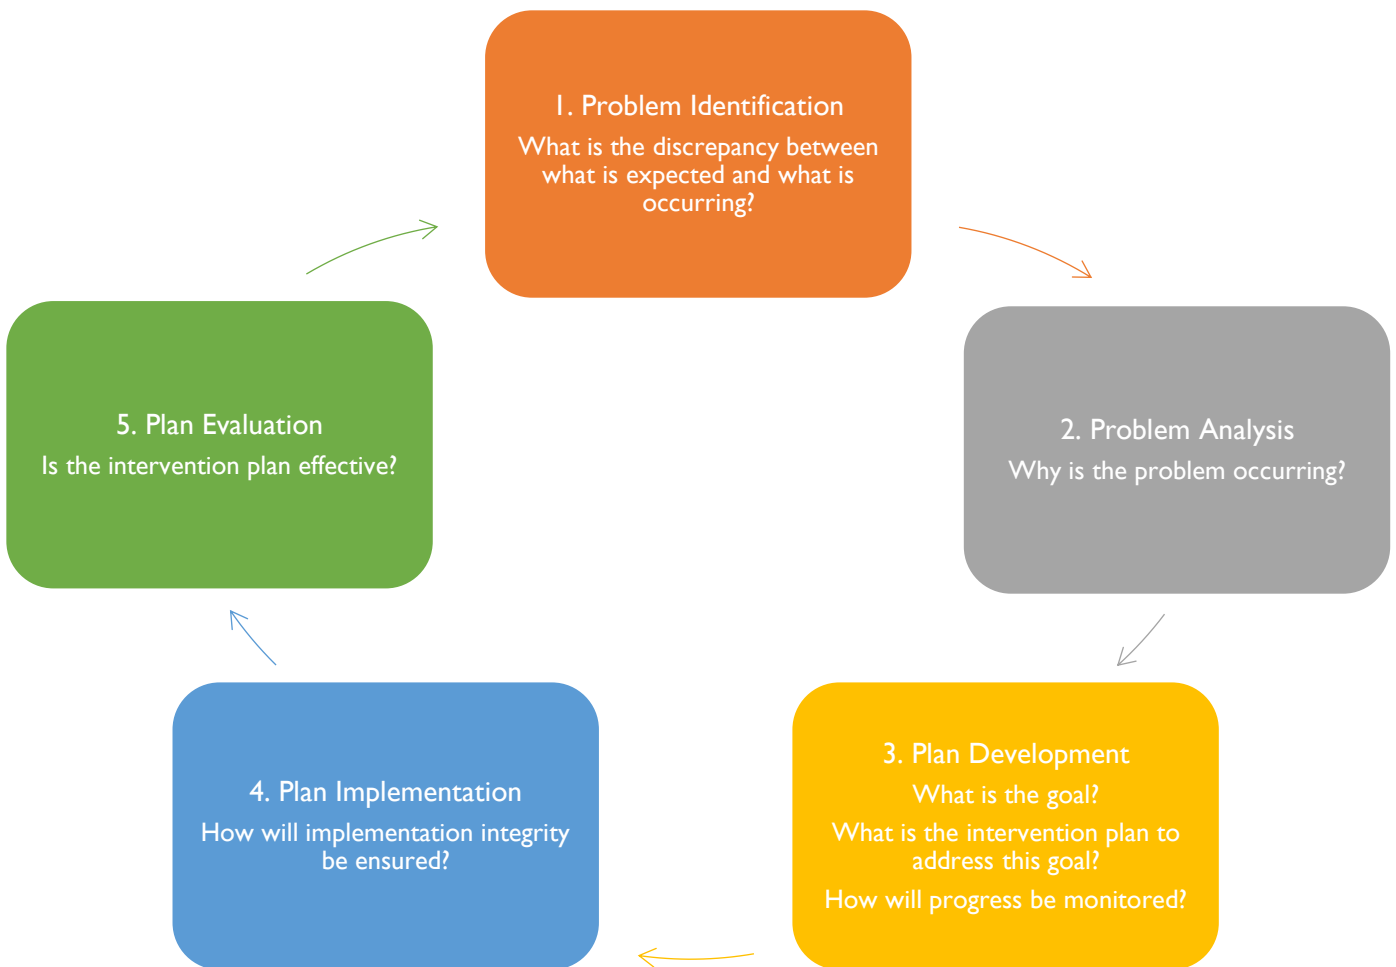 1. Problem Identification
What is the discrepancy between
what is expected and what is
occurring?
2. Problem Analysis
Why is the problem occurring?
3. Plan Development
What is the goal?
What is the intervention plan to
address this goal?
How will progress be monitored?
4. Plan Implementation
How will implementation integrity
be ensured?
5. Plan Evaluation
Is the intervention plan effective?